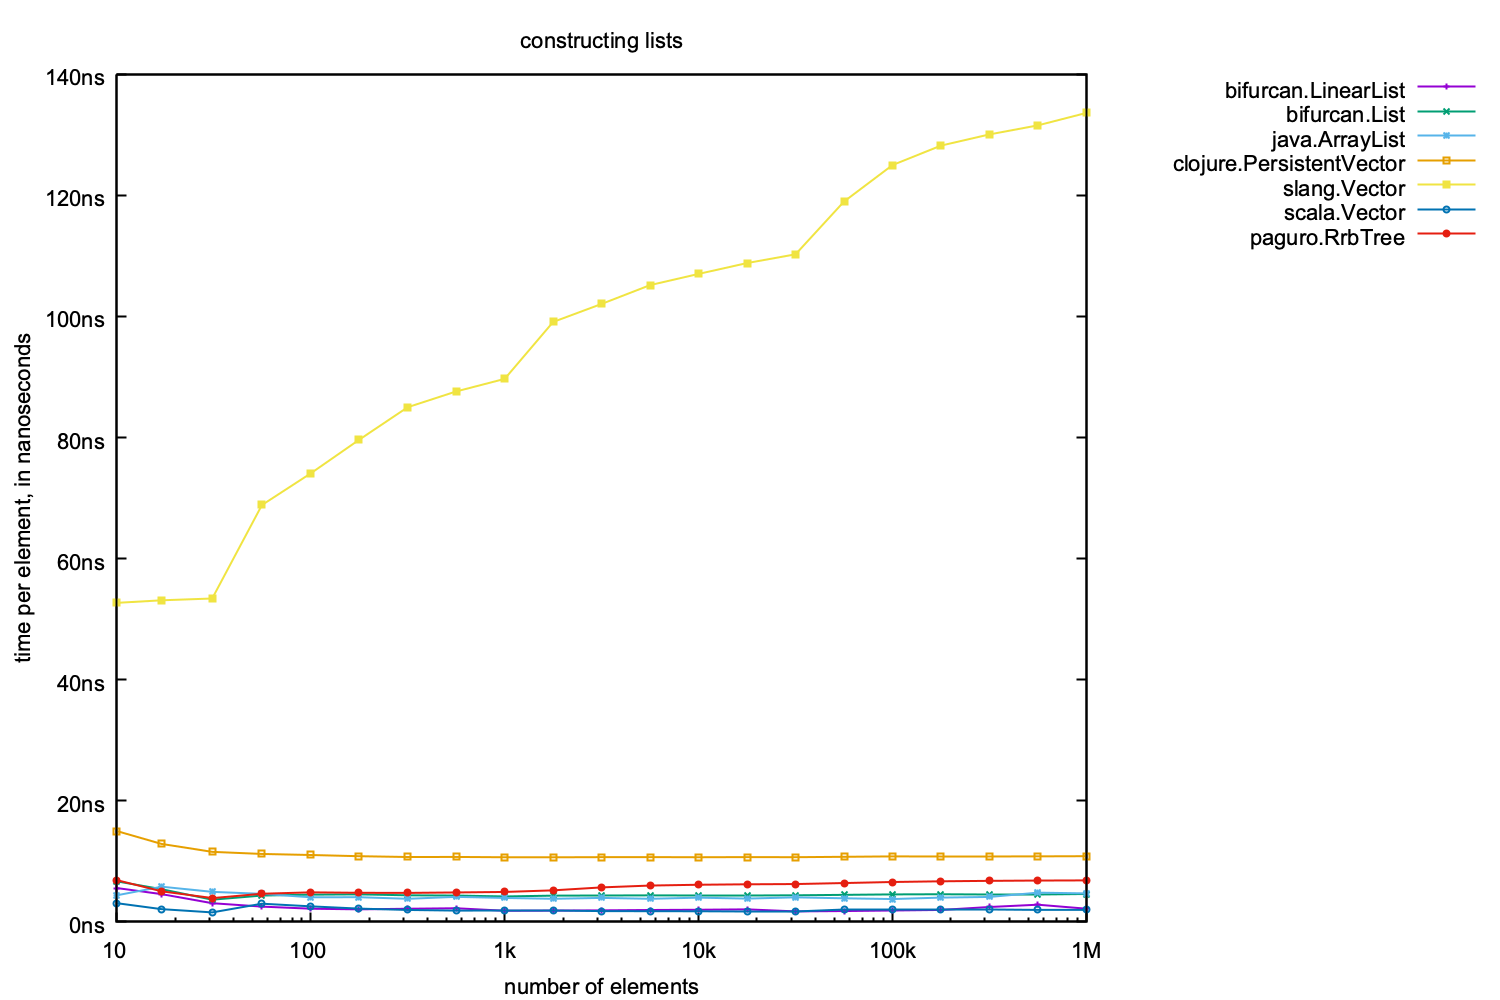 constructing lists
140ns
120ns
100ns
80ns
60ns
40ns
20ns
0ns
time per element, in nanoseconds
10 100 1k 10k 100k 1M
number of elements
bifurcan.LinearList
bifurcan.List
java.ArrayList
clojure.PersistentVector
slang.Vector
scala.Vector
paguro.RrbTree